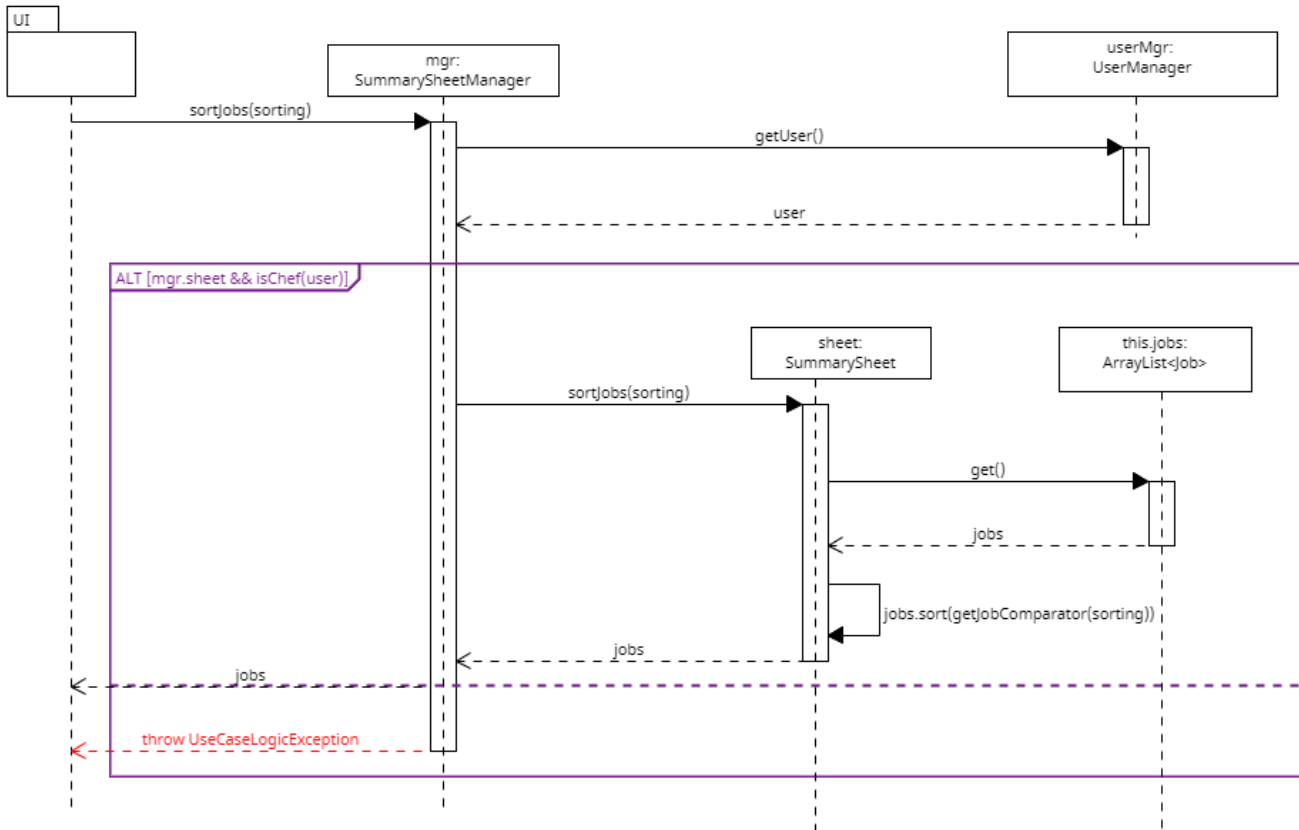 UI
mgr:
SummarySheetManager
userMgr:
UserManager
sortJobs(sorting)
getUser()
user
ALT [mgr.sheet && isChef(user)]
sheet:
SummarySheet
this.jobs:
ArrayList<Job>
sortJobs(sorting)
get()
jobs
jobs.sort(getJobComparator(sorting))
jobs
jobs
throw UseCaseLogicException